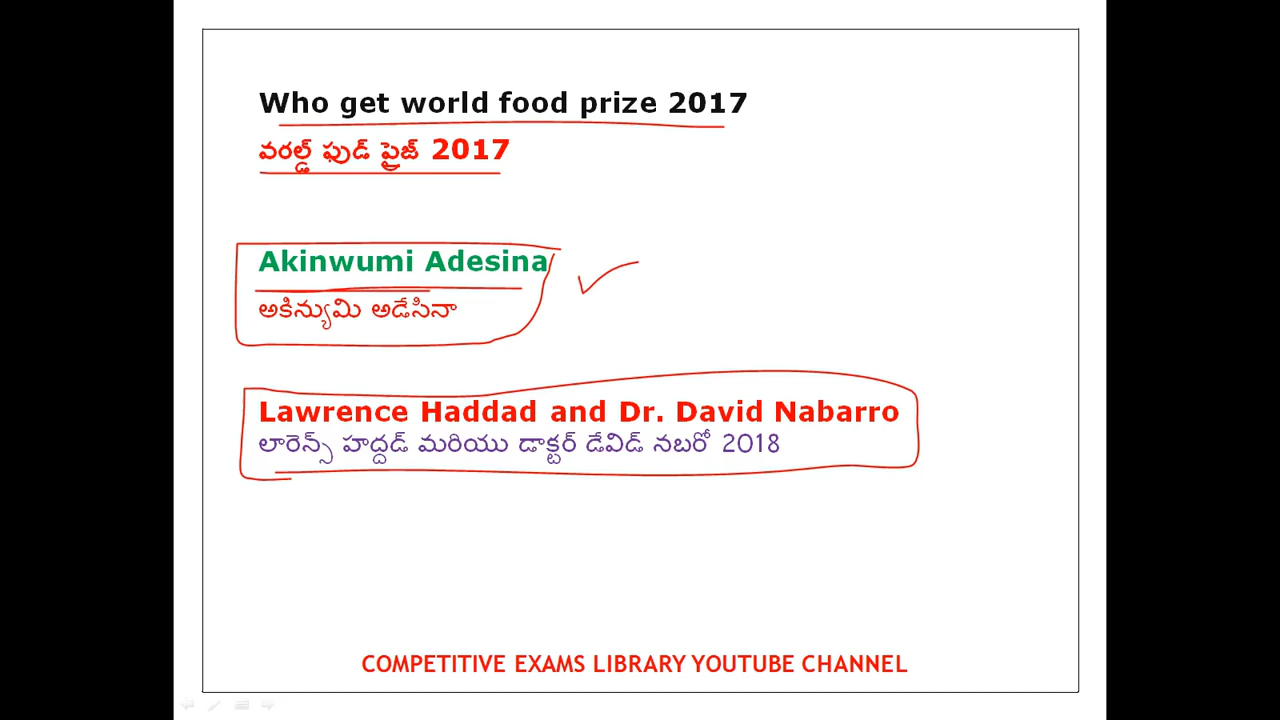 Who get world food prize 2017
వరల్డ్ ఫుడ్ ప్రైజ్ 2017
Akinwumi Adesina
అకిన్యుమి అడేసినా
Lawrence Haddad and Dr. David Nabarro
లారెన్స్ హద్దడ్ మరియు డాక్టర్ డేవిడ్ నబరో 2018
COMPETITIVE EXAMS LIBRARY YOUTUBE CHANNEL